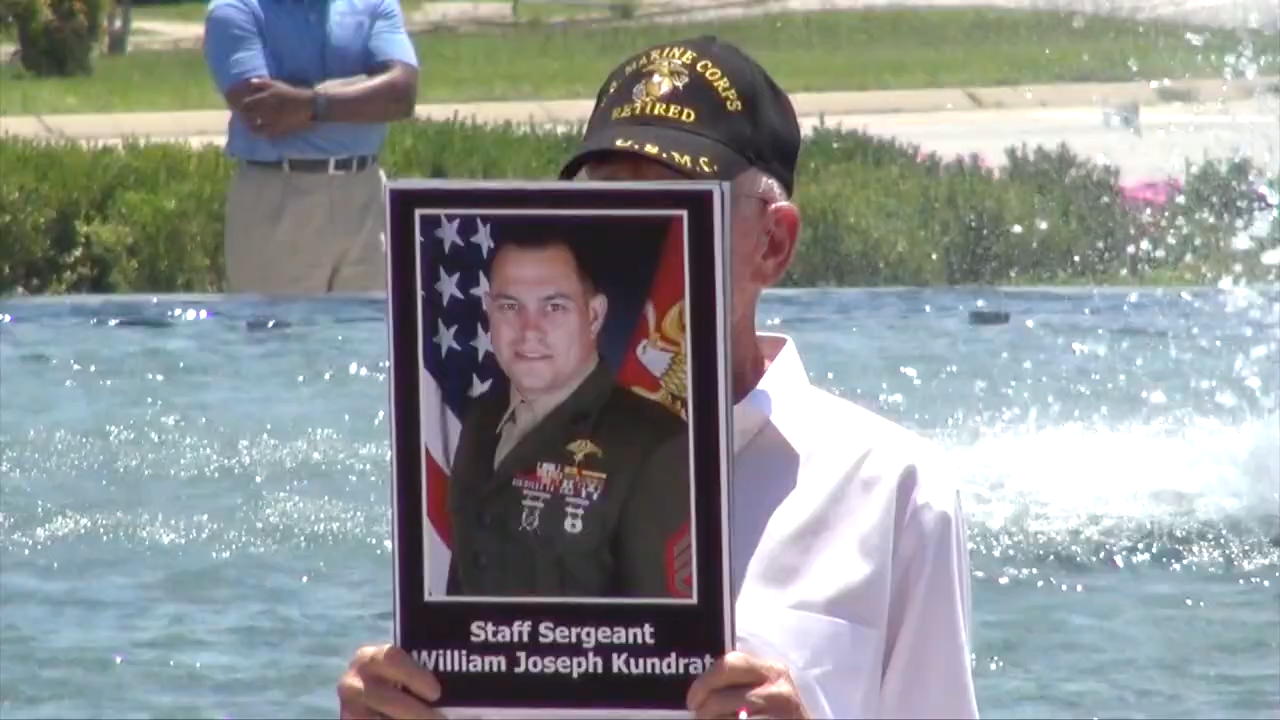 U.S. MARINE CORPS
RETIRED
U.S.M.C.
Staff Sergeant
William Joseph Kundrat